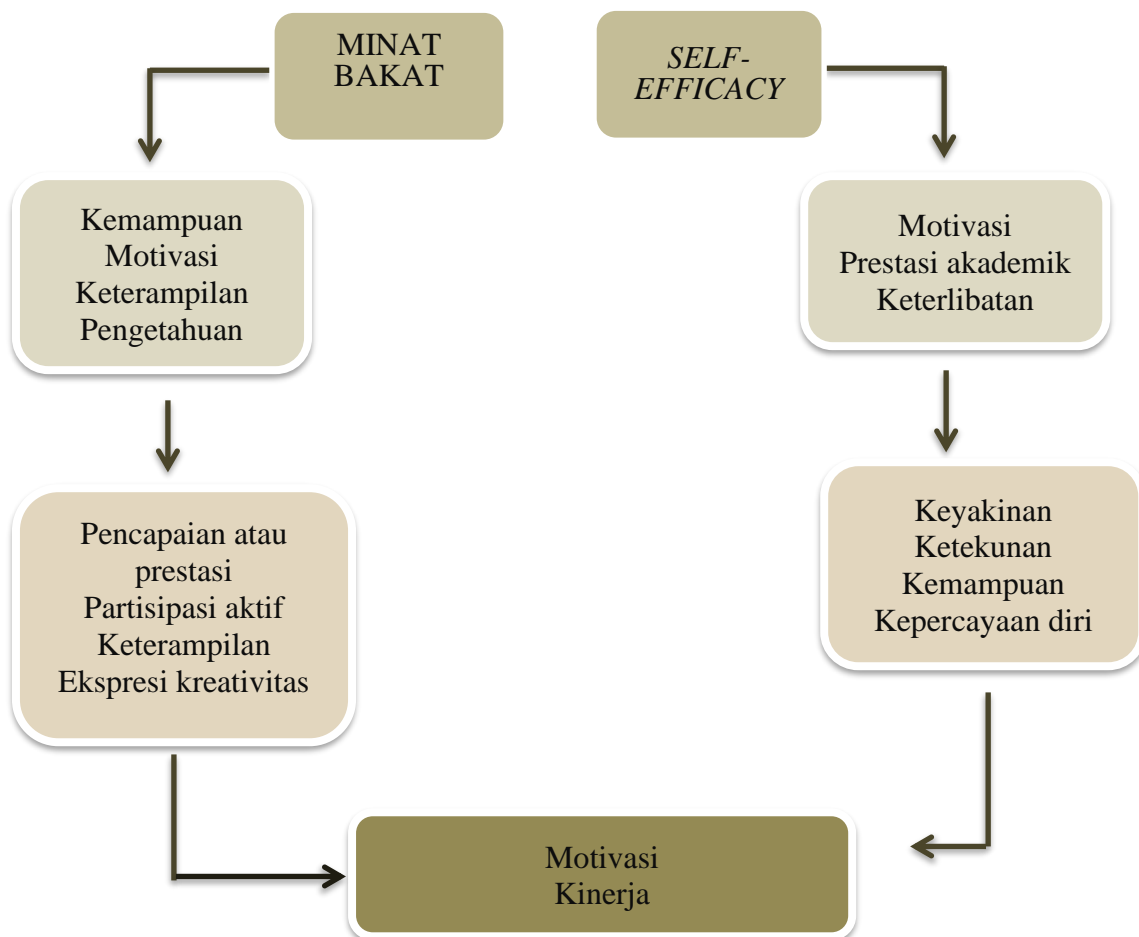 MINAT
BAKAT
SELF-
EFFICACY
Kemampuan
Motivasi
Keterampilan
Pengetahuan
Motivasi
Prestasi akademik
Keterlibatan
Pencapaian atau
prestasi
Partisipasi aktif
Keterampilan
Ekspresi kreativitas
Keyakinan
Ketekunan
Kemampuan
Kepercayaan diri
Motivasi
Kinerja